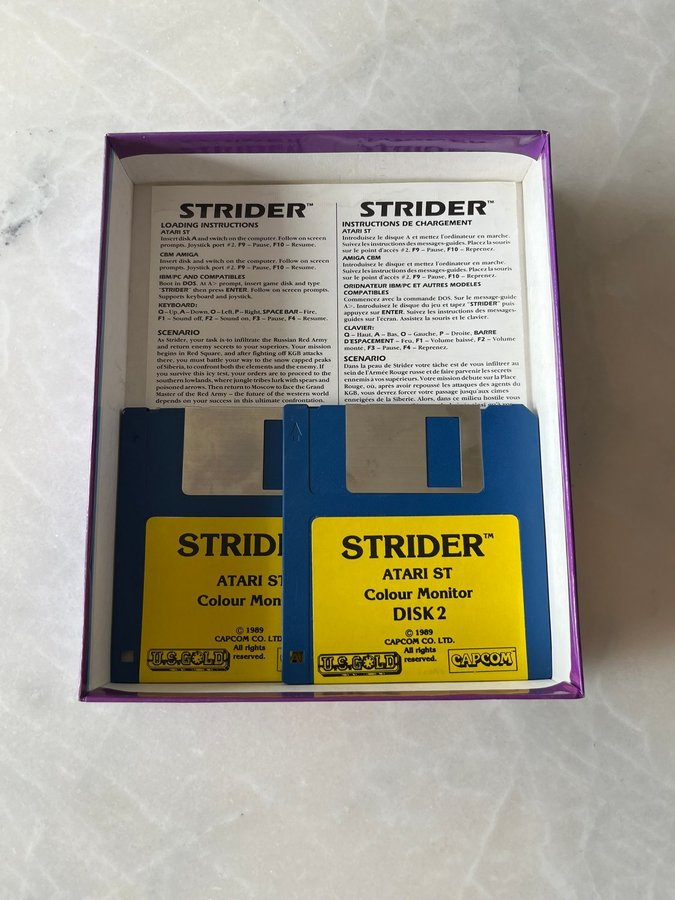 STRIDER™
LOADING INSTRUCTIONS
ATARI ST
Insert disk A and switch on the computer. Follow on screen
prompts. Joystick port #2. F9 – Pause, F10 – Resume.
CBM AMIGA
Insert disk and switch on the computer. Follow on screen
prompts. Joystick port #2. F9 – Pause, F10 – Resume.
IBM/PC AND COMPATIBLES
Boot in DOS. At A> prompt, insert game disk and type
"STRIDER" then press ENTER. Follow on screen prompts.
Supports keyboard and joystick.
KEYBOARD:
Q – Up, A – Down, O – Left, P – Right, SPACE BAR – Fire,
F1 – Sound off, F2 – Sound on, F3 – Pause, F4 – Resume.
SCENARIO
As Strider, your task is to infiltrate the Russian Red Army
and return enemy secrets to your superiors. Your mission
begins in Red Square, and after fighting off KGB attacks
there, you must battle your way to the snow capped peaks
of Siberia, to confront both the elements and the enemy. If
you survive this icy test, your orders are to proceed to the
southern lowlands, where jungle tribes lurk with spears and
poisoned arrows. Then return to Moscow to face the Grand
Master of the Red Army – the future of the western world
depends on your success in this ultimate confrontation.
STRIDER™
INSTRUCTIONS DE CHARGEMENT
ATARI ST
Introduisez le disque A et mettez l'ordinateur en marche.
Suivez les instructions des messages-guides. Placez la souris
sur le point d'accès #2. F9 – Pause, F10 – Reprenez.
AMIGA CBM
Introduisez le disque et mettez l'ordinateur en marche.
Suivez les instructions des messages-guides. Placez la souris
sur le point d'accès #2. F9 – Pause, F10 – Reprenez.
ORIDNATEUR IBM/PC ET AUTRES MODELES
COMPATIBLES
Commencez avec la commande DOS. Sur le message-guide
A>. Introduisez le disque du jeu et tapez "STRIDER" puis
appuyez sur ENTER. Suivez les instructions des messages-
guides sur l'écran. Assistez la souris et le clavier.
CLAVIER:
Q – Haut, A – Bas, O – Gauche, P – Droite, BARRE
D'ESPACEMENT – Feu, F1 – Volume baissé, F2 – Volume
monté, F3 – Pause, F4 – Reprenez.
SCENARIO
Dans la peau de Strider votre tâche est de vous infiltrer au
sein de l'Armée Rouge russe et de faire parvenir les secrets
ennemis à vos supérieurs. Votre mission débute sur la Place
Rouge, où, après avoir repoussé les attaques des agents du
KGB, vous devrez forcer votre passage jusqu'aux cimes
enneigées de la Siberie. Alors, dans ce milieu hostile vous
STRID
ATARI ST
Colour Mon
© 1989
CAPCOM CO. LTD
All rights
reserved.
U.S.GOLD
STRIDER™
ATARI ST
Colour Monitor
DISK 2
© 1989
CAPCOM CO. LTD.
All rights
reserved.
U.S.GOLD
CAPCOM